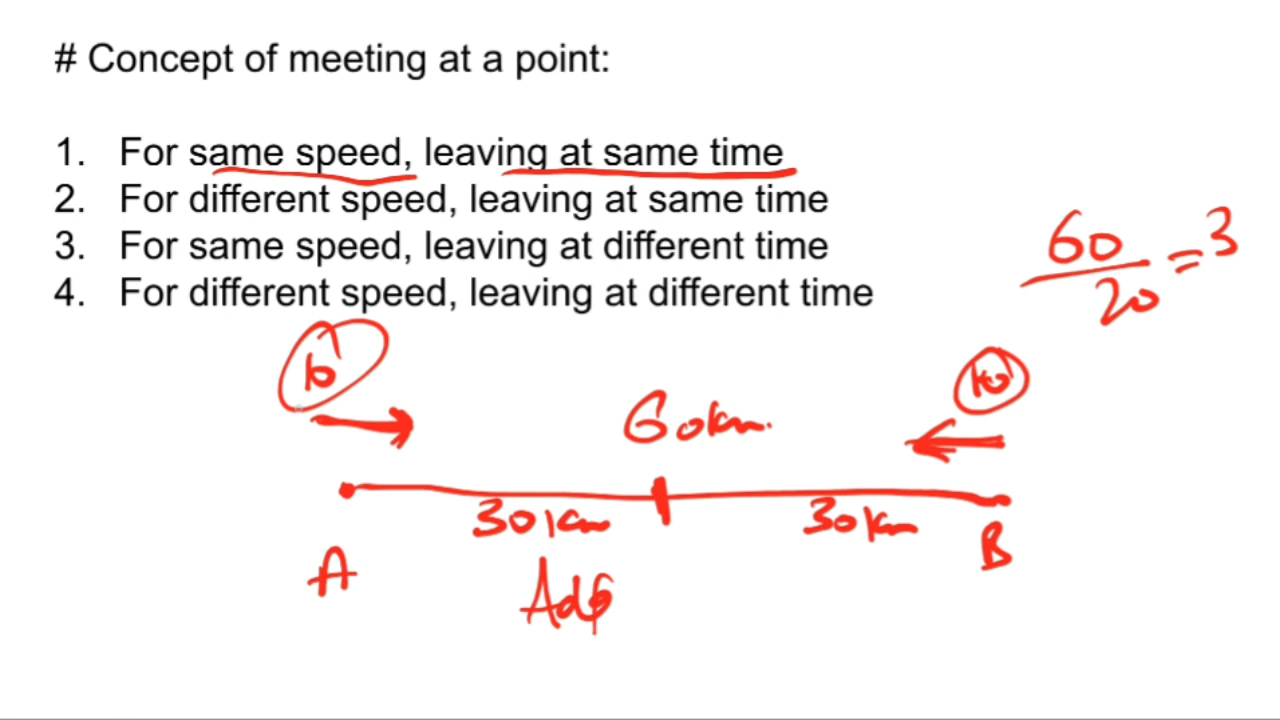 # Concept of meeting at a point:
1. For same speed, leaving at same time
2. For different speed, leaving at same time
3. For same speed, leaving at different time
4. For different speed, leaving at different time
60
20
= 3
10
10
60km.
30km
30km
A
B